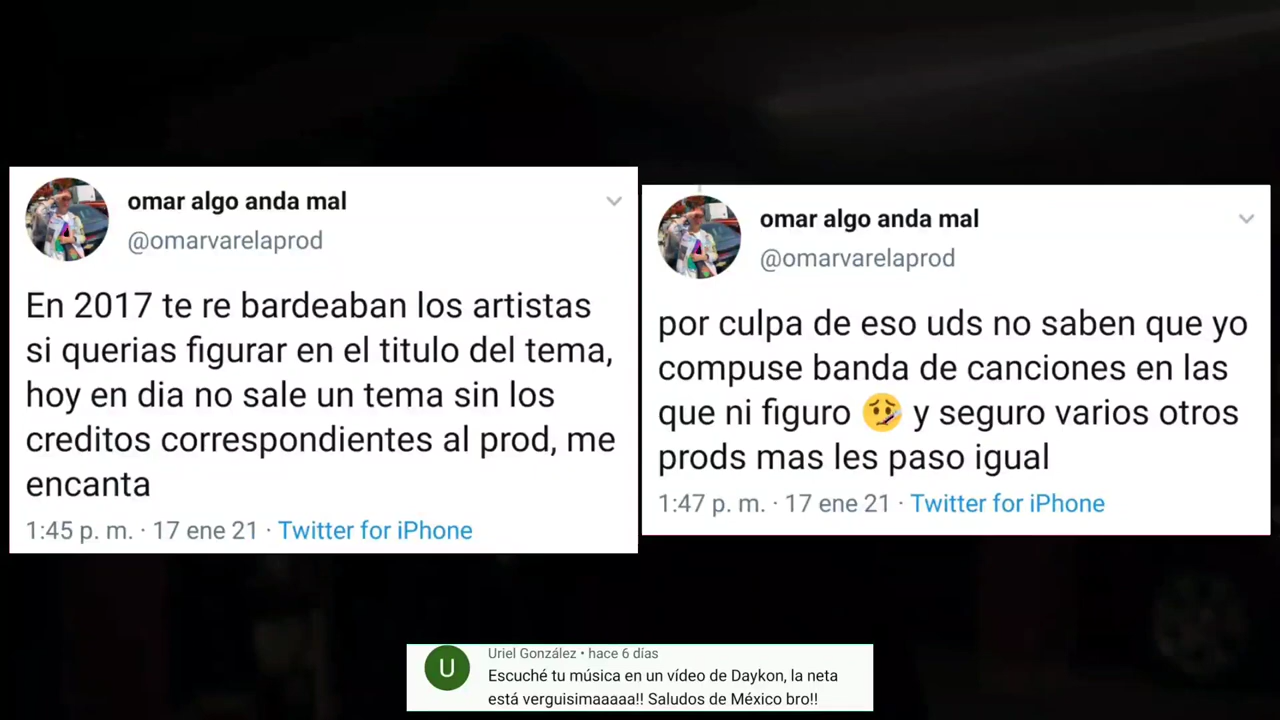 omar algo anda mal
@omarvarelaprod
En 2017 te re bardeaban los artistas
si querias figurar en el titulo del tema,
hoy en dia no sale un tema sin los
creditos correspondientes al prod, me
encanta
1:45 p. m. · 17 ene 21 · Twitter for iPhone
omar algo anda mal
@omarvarelaprod
por culpa de eso uds no saben que yo
compuse banda de canciones en las
que ni figuro 🤒 y seguro varios otros
prods mas les paso igual
1:47 p. m. · 17 ene 21 · Twitter for iPhone
U
Uriel González • hace 6 días
Escuché tu música en un vídeo de Daykon, la neta
está verguisimaaaaa!! Saludos de México bro!!